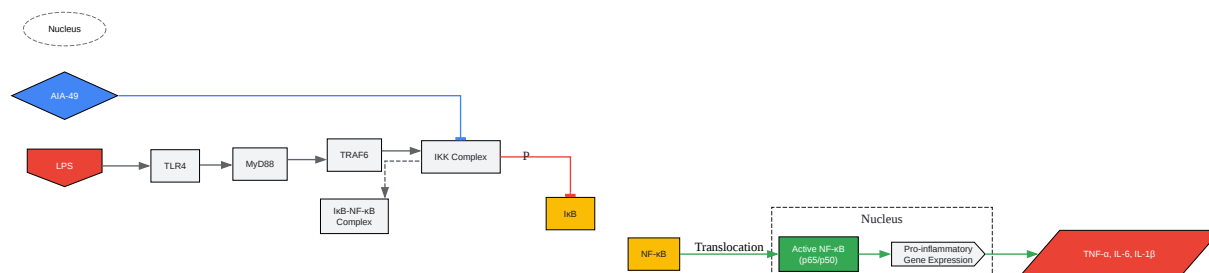 Nucleus
AIA-49
LPS
TLR4
MyD88
TRAF6
IKK Complex
P
IκB-NF-κB
Complex
IκB
NF-κB
Translocation
Nucleus
Active NF-κB
(p65/p50)
Pro-inflammatory
Gene Expression
TNF-α, IL-6, IL-1β